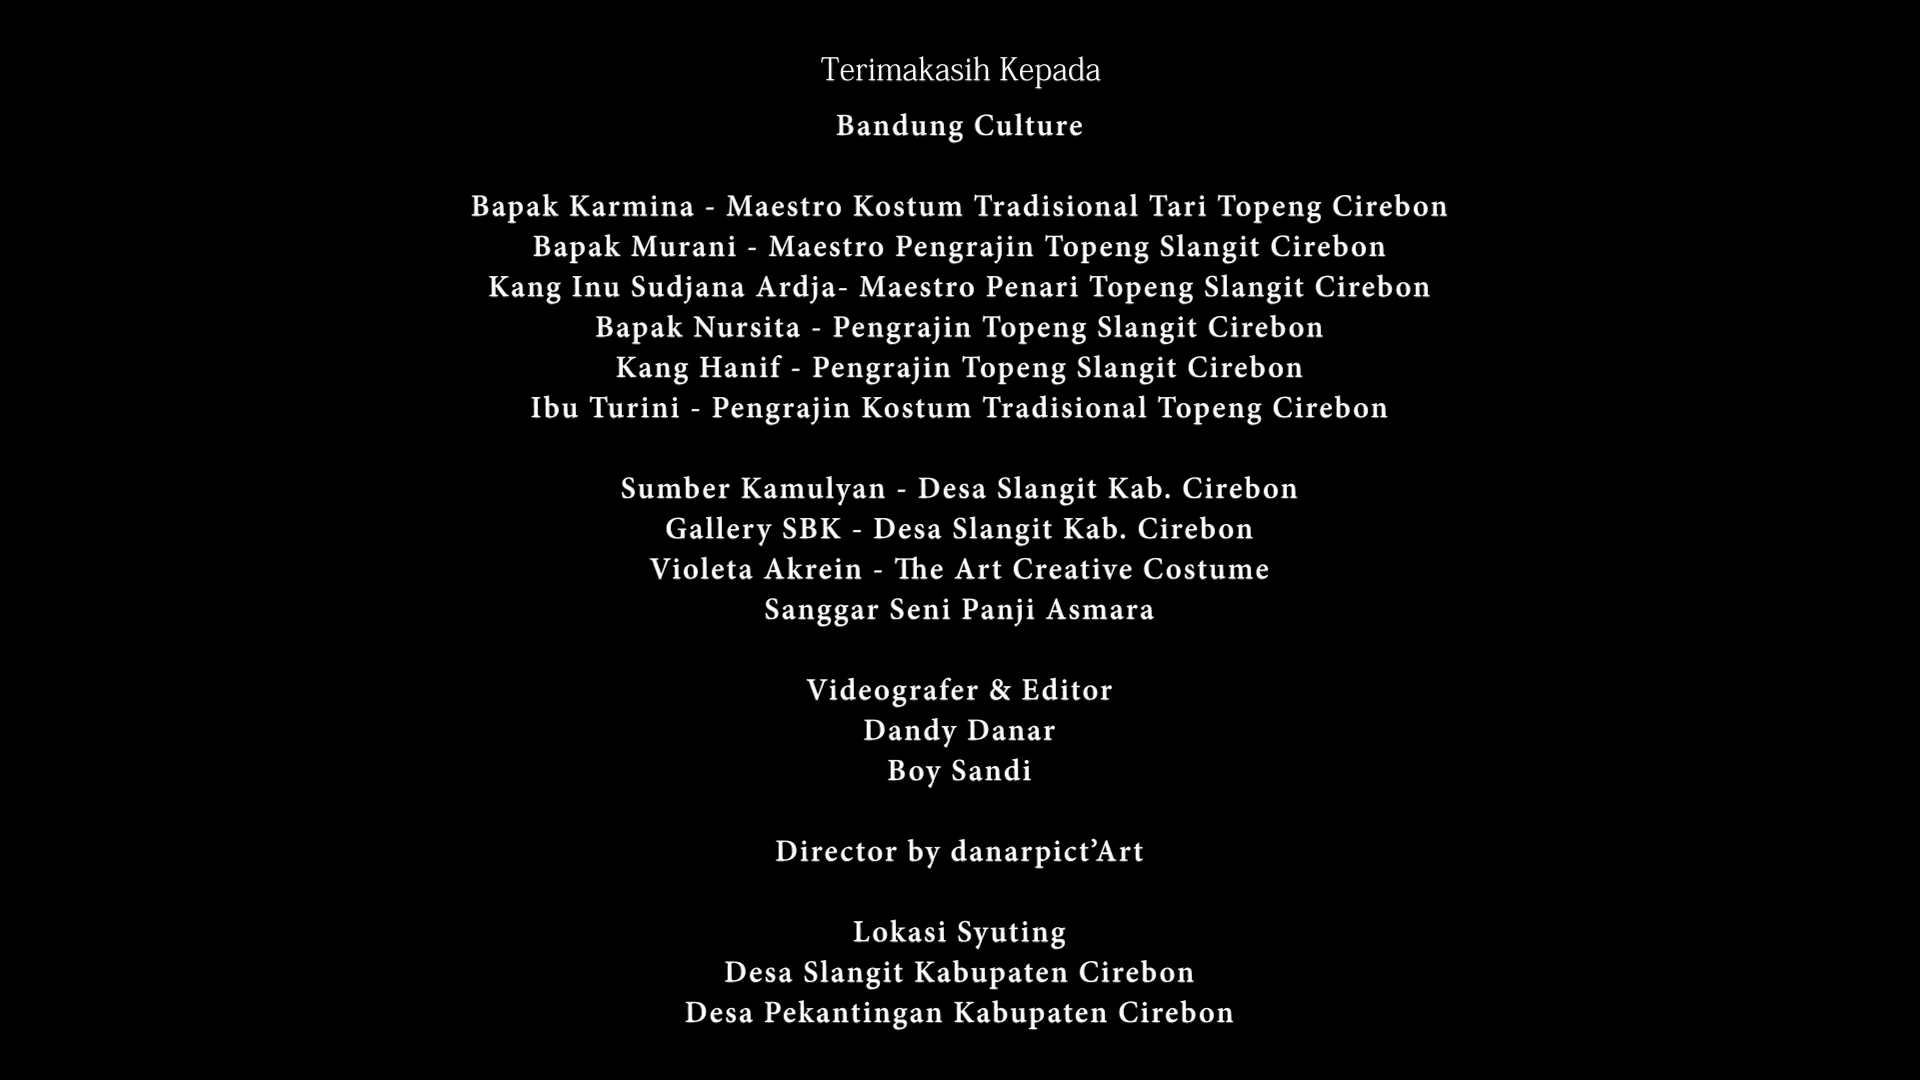 Terimakasih Kepada
Bandung Culture
Bapak Karmina - Maestro Kostum Tradisional Tari Topeng Cirebon
Bapak Murani - Maestro Pengrajin Topeng Slangit Cirebon
Kang Inu Sudjana Ardja- Maestro Penari Topeng Slangit Cirebon
Bapak Nursita - Pengrajin Topeng Slangit Cirebon
Kang Hanif - Pengrajin Topeng Slangit Cirebon
Ibu Turini - Pengrajin Kostum Tradisional Topeng Cirebon
Sumber Kamulyan - Desa Slangit Kab. Cirebon
Gallery SBK - Desa Slangit Kab. Cirebon
Violeta Akrein - The Art Creative Costume
Sanggar Seni Panji Asmara
Videografer & Editor
Dandy Danar
Boy Sandi
Director by danarpict’Art
Lokasi Syuting
Desa Slangit Kabupaten Cirebon
Desa Pekantingan Kabupaten Cirebon